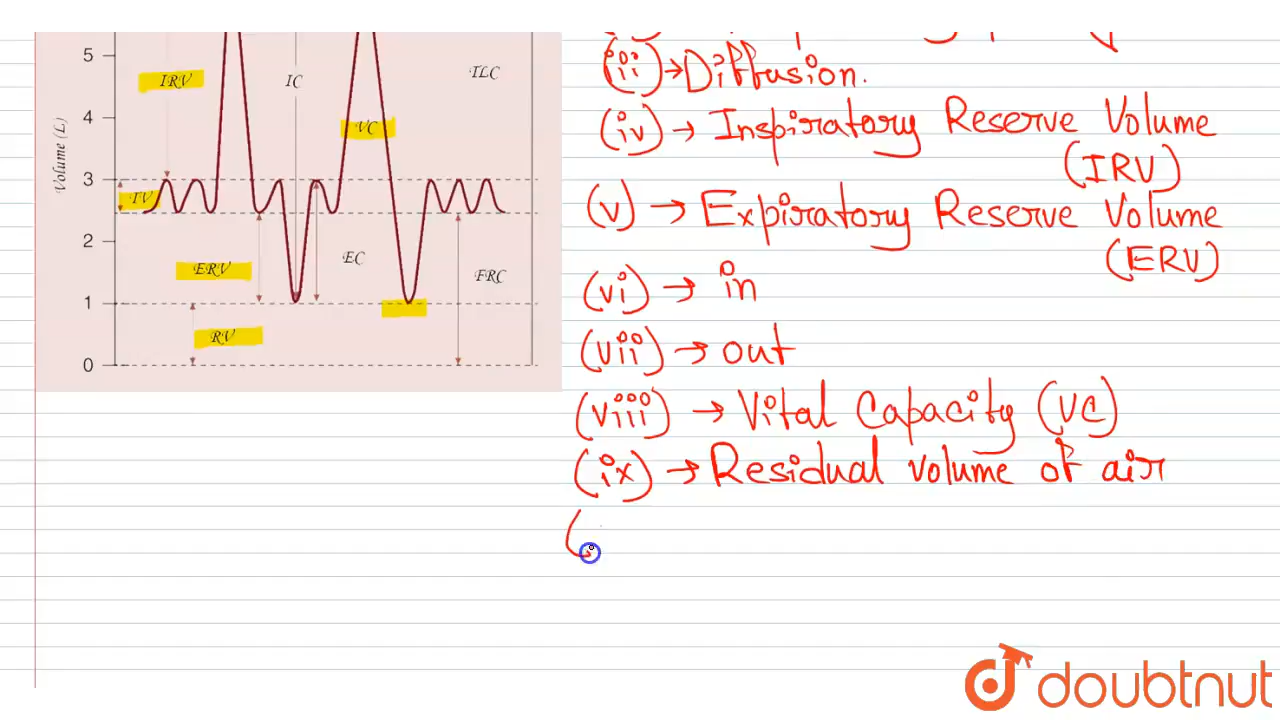 5
4
3
2
1
0
Volume (L)
IRV
IC
TLC
VC
TV
ERV
EC
FRC
RV
(iii) → Diffusion.
(iv) → Inspiratory Reserve Volume
(IRV)
(v) → Expiratory Reserve Volume
(ERV)
(vi) → in
(vii) → out
(viii) → Vital Capacity (VC)
(ix) → Residual volume of air
(
doubtnut